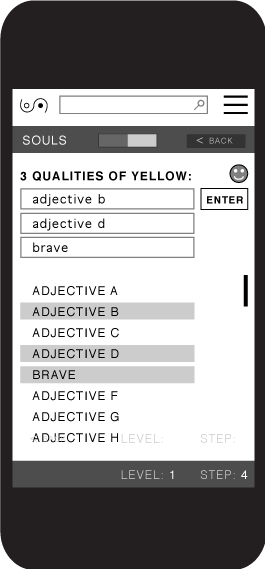 SOULS
< BACK
3 QUALITIES OF YELLOW:
adjective b
ENTER
adjective d
brave
ADJECTIVE A
ADJECTIVE B
ADJECTIVE C
ADJECTIVE D
BRAVE
ADJECTIVE F
ADJECTIVE G
ADJECTIVE H LEVEL: STEP:
LEVEL: 1 STEP: 4